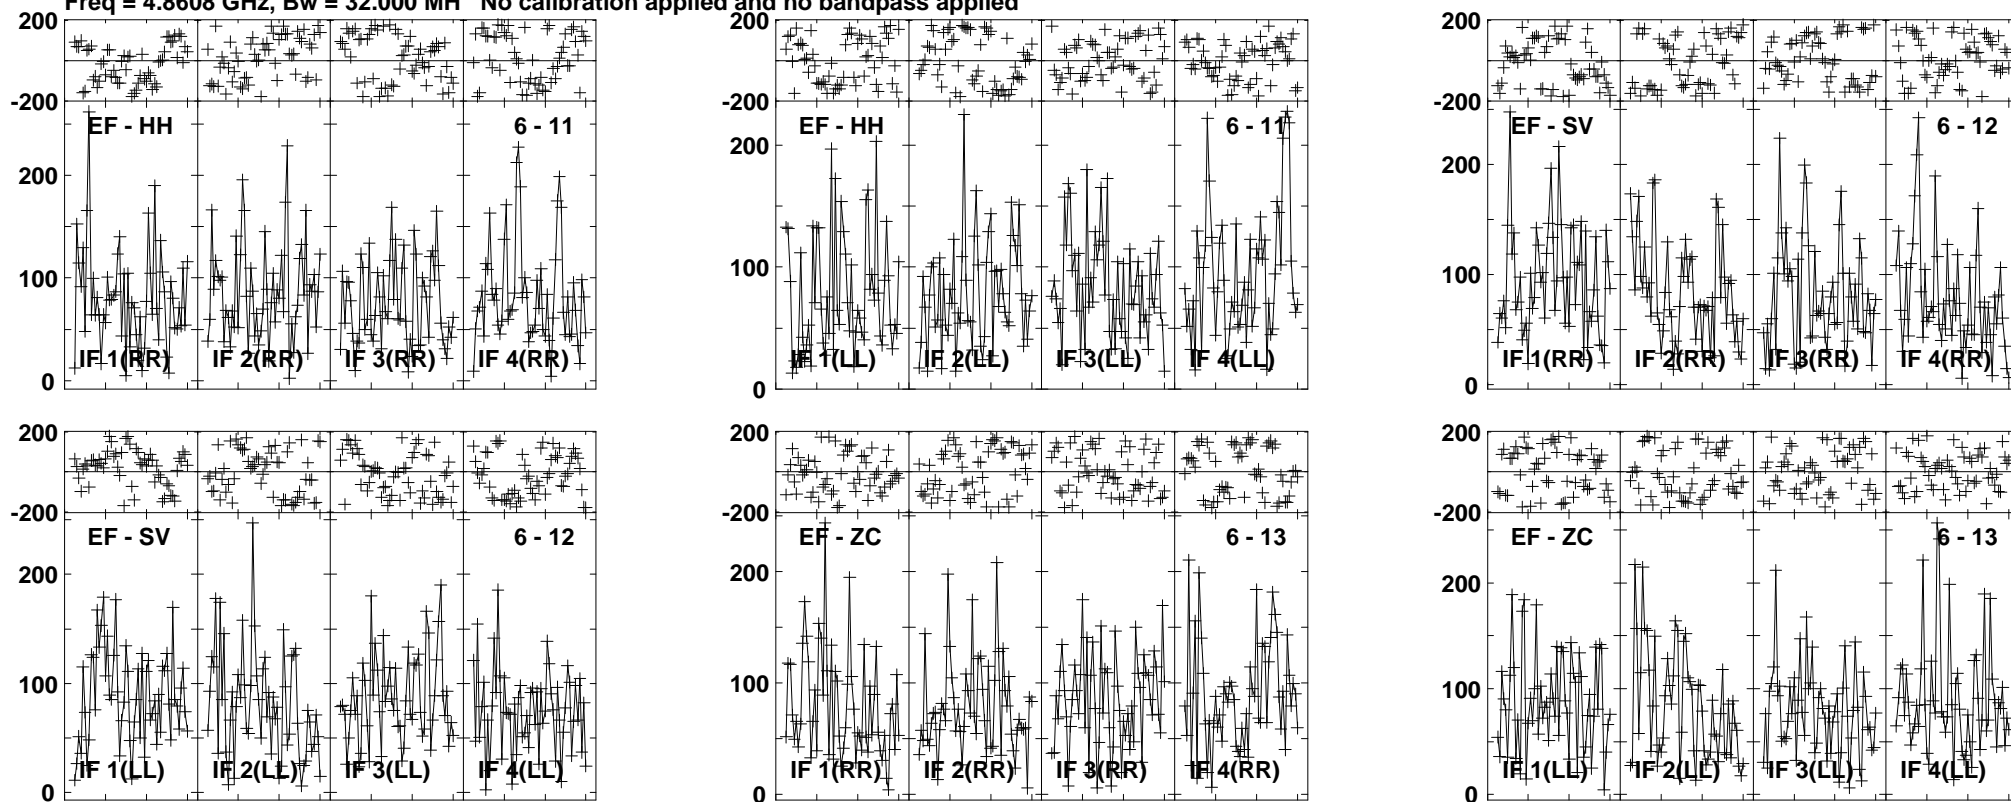 Freq = 4.8608 GHz, Bw = 32.000 MH No calibration applied and no bandpass applied
200
-200
EF - HH 6 - 11
200
100
0
IF 1(RR) IF 2(RR) IF 3(RR) IF 4(RR)
EF - HH 6 - 11
200
100
0
IF 1(LL) IF 2(LL) IF 3(LL) IF 4(LL)
200
-200
EF - SV 6 - 12
200
100
0
IF 1(RR) IF 2(RR) IF 3(RR) IF 4(RR)
200
-200
EF - SV 6 - 12
200
100
0
IF 1(LL) IF 2(LL) IF 3(LL) IF 4(LL)
200
-200
EF - ZC 6 - 13
200
100
0
IF 1(RR) IF 2(RR) IF 3(RR) IF 4(RR)
200
-200
EF - ZC 6 - 13
200
100
0
IF 1(LL) IF 2(LL) IF 3(LL) IF 4(LL)